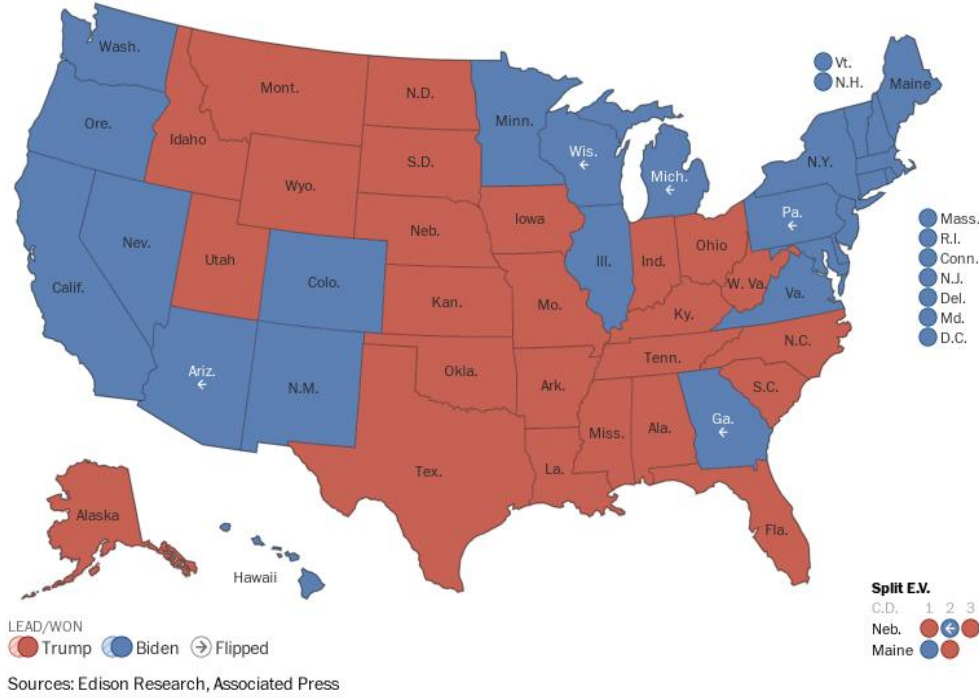 Wash.
Vt.
N.H.
Maine
Mont.
N.D.
Minn.
Ore.
Idaho
Wis.
Mich.
N.Y.
S.D.
Wyo.
Pa.
Mass.
R.I.
Conn.
N.J.
Del.
Md.
D.C.
Iowa
Neb.
Nev.
Utah
Ohio
Ill.
Ind.
Colo.
Calif.
W. Va.
Va.
Kan.
Mo.
Ky.
N.C.
Tenn.
Ariz.
Okla.
N.M.
Ark.
S.C.
Ga.
Miss.
Ala.
La.
Tex.
Alaska
Fla.
Hawaii
Split E.V.
C.D. 1 2 3
Neb.
Maine
LEAD/WON
Trump Biden Flipped
Sources: Edison Research, Associated Press